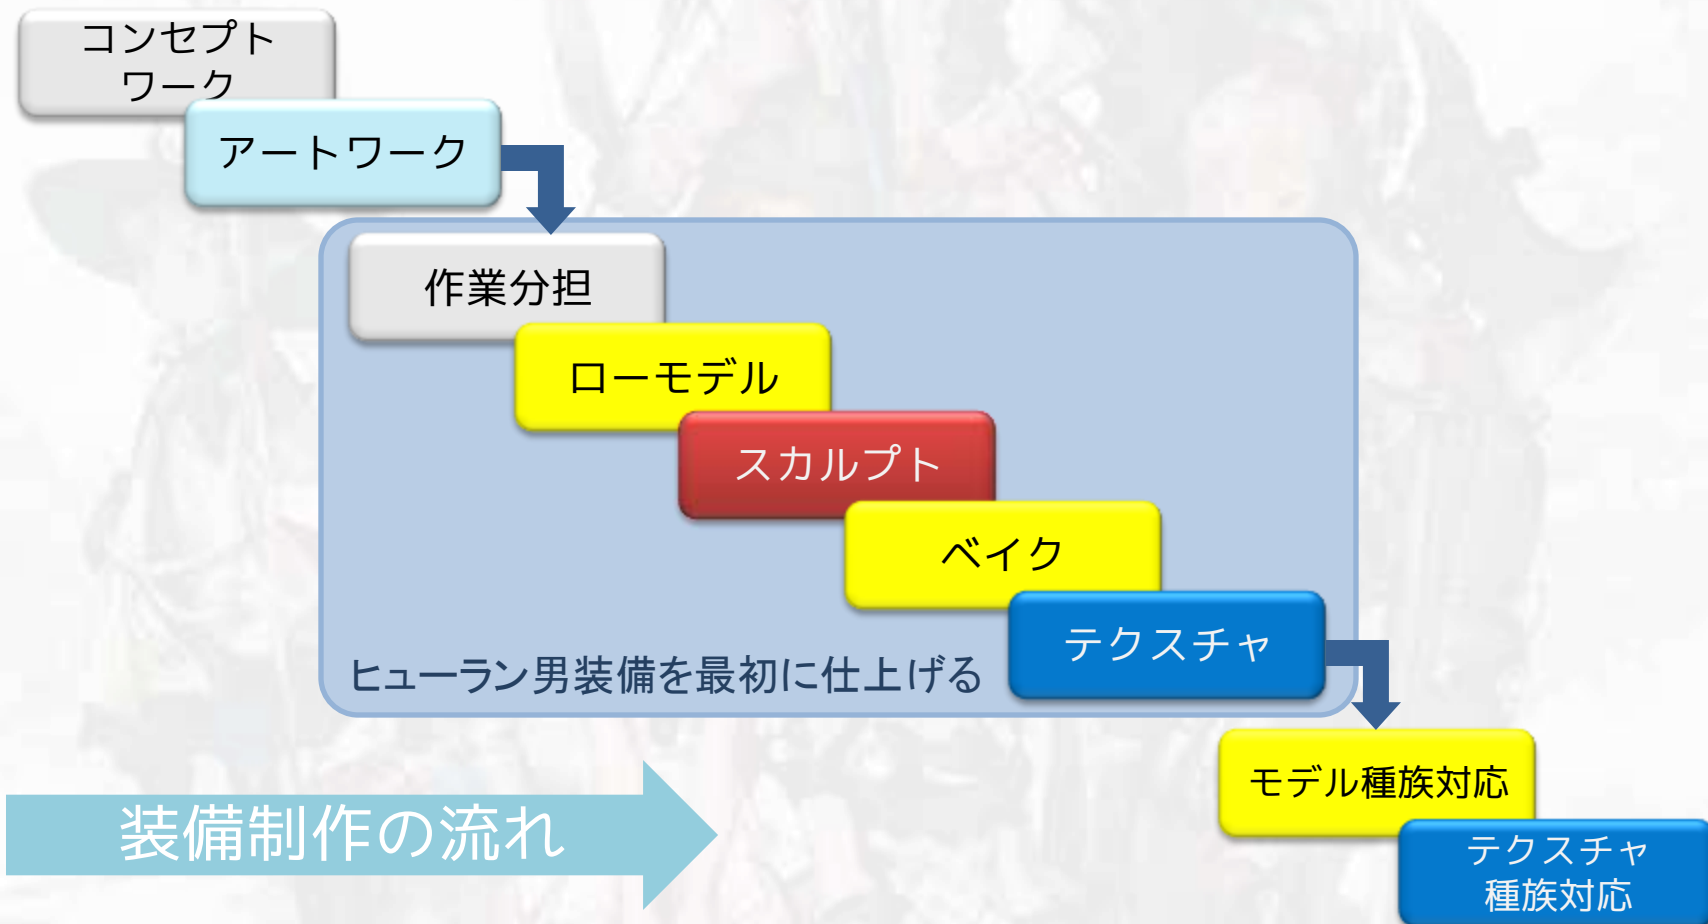 コンセプト
ワーク
アートワーク
作業分担
ローモデル
スカルプト
ベイク
テクスチャ
ヒューラン男装備を最初に仕上げる
モデル種族対応
テクスチャ
種族対応
装備制作の流れ